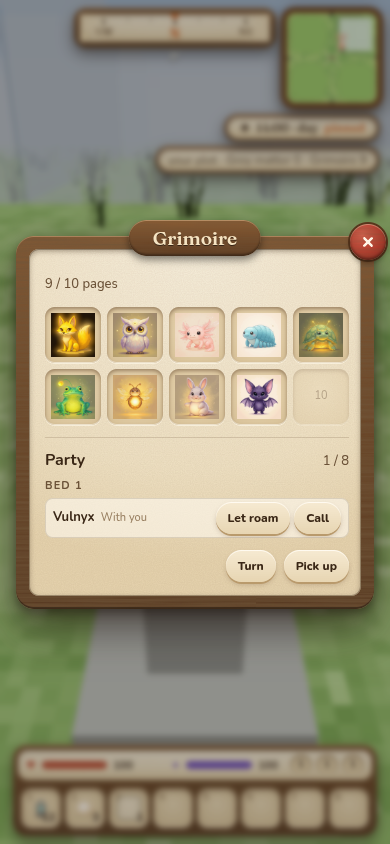 Grimoire
9 / 10 pages
10
Party
1 / 8
BED 1
Vulnyx With you
Let roam
Call
Turn
Pick up